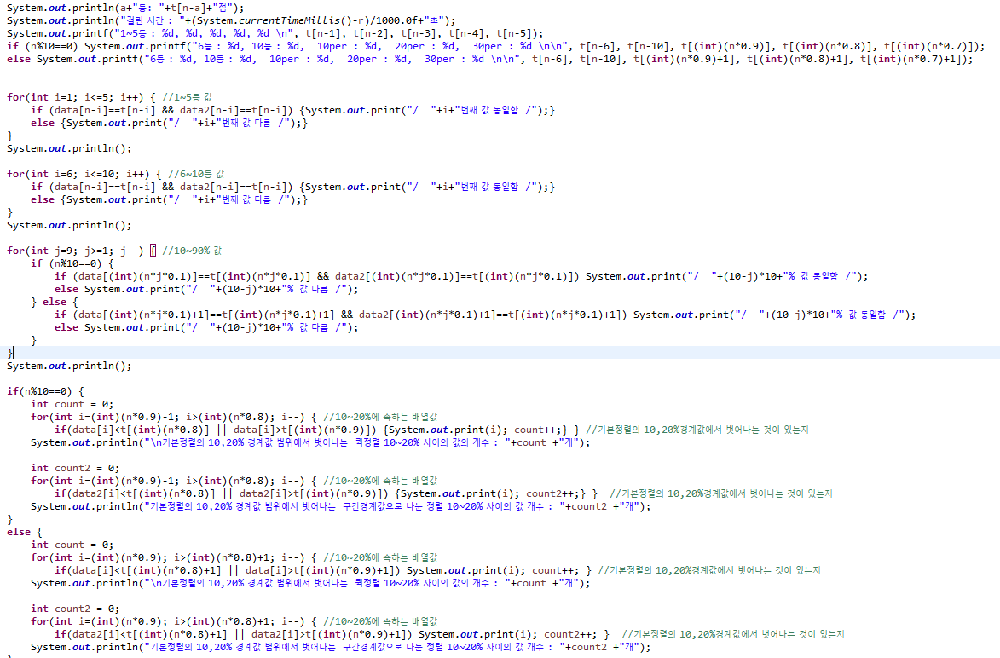 System.out.println(a+"등: "+t[n-a]+"점");
System.out.println("걸린 시간 : "+(System.currentTimeMillis()-r)/1000.0f+"초");
System.out.printf("1~5등 : %d, %d, %d, %d, %d \n", t[n-1], t[n-2], t[n-3], t[n-4], t[n-5]);
if (n%10==0) System.out.printf("6등 : %d, 10등 : %d,  10per : %d,  20per : %d,  30per : %d \n\n", t[n-6], t[n-10], t[(int)(n*0.9)], t[(int)(n*0.8)], t[(int)(n*0.7)]);
else System.out.printf("6등 : %d, 10등 : %d,  10per : %d,  20per : %d,  30per : %d \n\n", t[n-6], t[n-10], t[(int)(n*0.9)+1], t[(int)(n*0.8)+1], t[(int)(n*0.7)+1]);
for(int i=1; i<=5; i++) { //1~5등 값
if (data[n-i]==t[n-i] && data2[n-i]==t[n-i]) {System.out.print("/  "+i+"번째 값 동일함 /");}
else {System.out.print("/  "+i+"번째 값 다름 /");}
}
System.out.println();
for(int i=6; i<=10; i++) { //6~10등 값
if (data[n-i]==t[n-i] && data2[n-i]==t[n-i]) {System.out.print("/  "+i+"번째 값 동일함 /");}
else {System.out.print("/  "+i+"번째 값 다름 /");}
}
System.out.println();
for(int j=9; j>=1; j--) { //10~90% 값
if (n%10==0) {
if (data[(int)(n*j*0.1)]==t[(int)(n*j*0.1)] && data2[(int)(n*j*0.1)]==t[(int)(n*j*0.1)]) System.out.print("/  "+(10-j)*10+"% 값 동일함 /");
else System.out.print("/  "+(10-j)*10+"% 값 다름 /");
} else {
if (data[(int)(n*j*0.1)+1]==t[(int)(n*j*0.1)+1] && data2[(int)(n*j*0.1)+1]==t[(int)(n*j*0.1)+1]) System.out.print("/  "+(10-j)*10+"% 값 동일함 /");
else System.out.print("/  "+(10-j)*10+"% 값 다름 /");
}
}
System.out.println();
if(n%10==0) {
int count = 0;
for(int i=(int)(n*0.9)-1; i>(int)(n*0.8); i--) { //10~20%에 속하는 배열값
if(data[i]<t[(int)(n*0.8)] || data[i]>t[(int)(n*0.9)]) {System.out.print(i); count++;} } //기본정렬의 10,20%경계값에서 벗어나는 것이 있는지
System.out.println("\n기본정렬의 10,20% 경계값 범위에서 벗어나는  퀵정렬 10~20% 사이의 값의 개수 : "+count +"개");
int count2 = 0;
for(int i=(int)(n*0.9)-1; i>(int)(n*0.8); i--) { //10~20%에 속하는 배열값
if(data2[i]<t[(int)(n*0.8)] || data2[i]>t[(int)(n*0.9)]) {System.out.print(i); count2++;} }  //기본정렬의 10,20%경계값에서 벗어나는 것이 있는지
System.out.println("기본정렬의 10,20% 경계값 범위에서 벗어나는  구간경계값으로 나눈 정렬 10~20% 사이의 값 개수 : "+count2 +"개");
}
else {
int count = 0;
for(int i=(int)(n*0.9); i>(int)(n*0.8)+1; i--) { //10~20%에 속하는 배열값
if(data[i]<t[(int)(n*0.8)+1] || data[i]>t[(int)(n*0.9)+1]) System.out.print(i); count++; } //기본정렬의 10,20%경계값에서 벗어나는 것이 있는지
System.out.println("\n기본정렬의 10,20% 경계값 범위에서 벗어나는  퀵정렬 10~20% 사이의 값의 개수 : "+count +"개");
int count2 = 0;
for(int i=(int)(n*0.9); i>(int)(n*0.8)+1; i--) { //10~20%에 속하는 배열값
if(data2[i]<t[(int)(n*0.8)+1] || data2[i]>t[(int)(n*0.9)+1]) System.out.print(i); count2++; }  //기본정렬의 10,20%경계값에서 벗어나는 것이 있는지
System.out.println("기본정렬의 10,20% 경계값 범위에서 벗어나는  구간경계값으로 나눈 정렬 10~20% 사이의 값 개수 : "+count2 +"개");